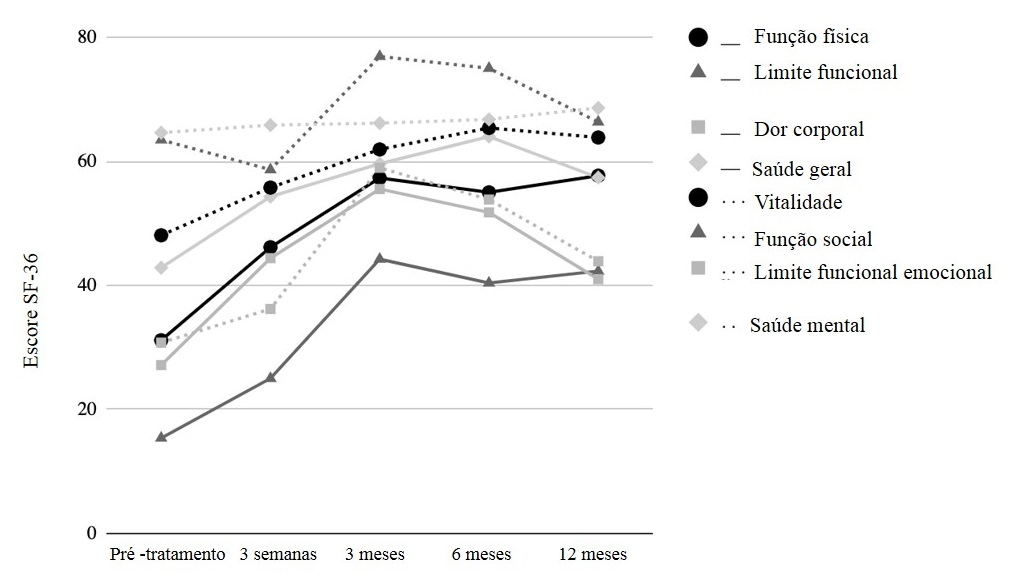 80
60
40
20
0
Escore SF-36
Pré -tratamento 3 semanas 3 meses 6 meses 12 meses
Função física
Limite funcional
Dor corporal
Saúde geral
Vitalidade
Função social
Limite funcional emocional
Saúde mental